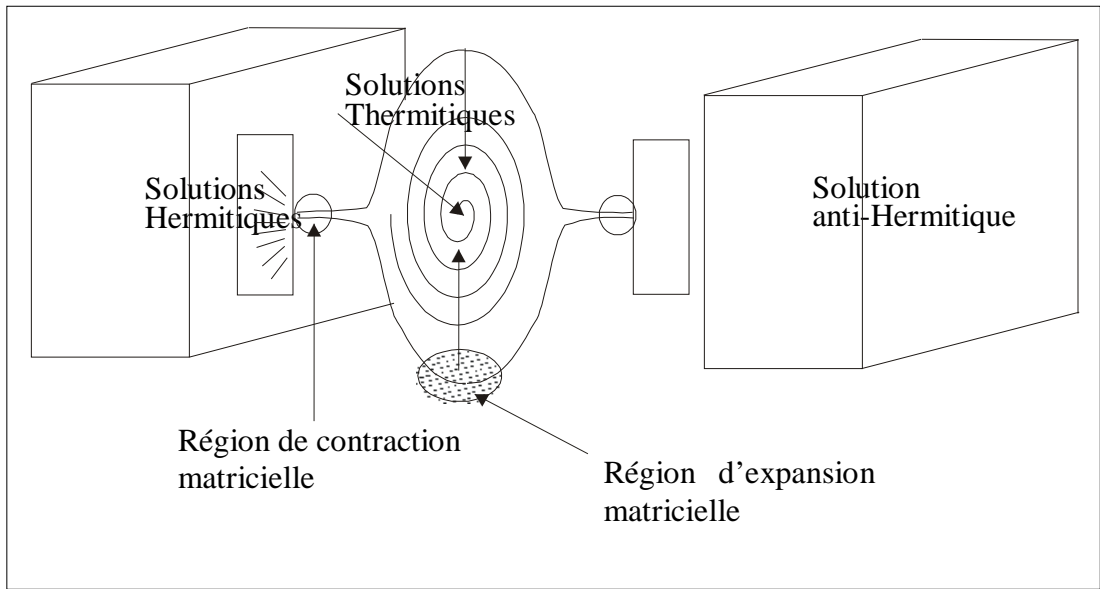 Solutions
Thermitiques
Solutions
Hermitiques
Solution
anti-Hermitique
Région de contraction
matricielle
Région d'expansion
matricielle